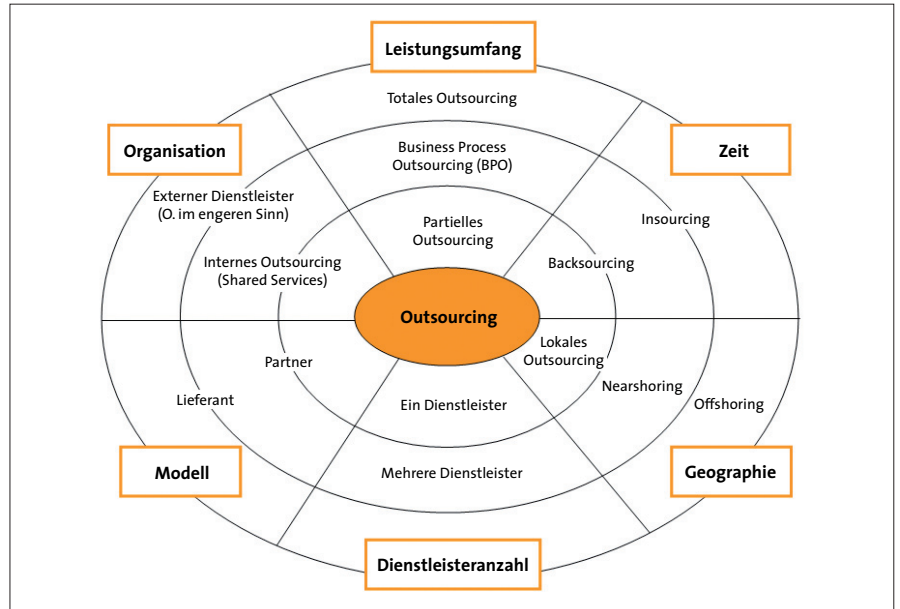 Leistungsumfang
Totales Outsourcing
Organisation
Zeit
Business Process
Outsourcing (BPO)
Externer Dienstleister
(O. im engeren Sinn)
Insourcing
Partielles
Outsourcing
Internes Outsourcing
(Shared Services)
Backsourcing
Outsourcing
Lokales
Outsourcing
Partner
Nearshoring
Lieferant
Ein Dienstleister
Offshoring
Modell
Mehrere Dienstleister
Geographie
Dienstleisteranzahl